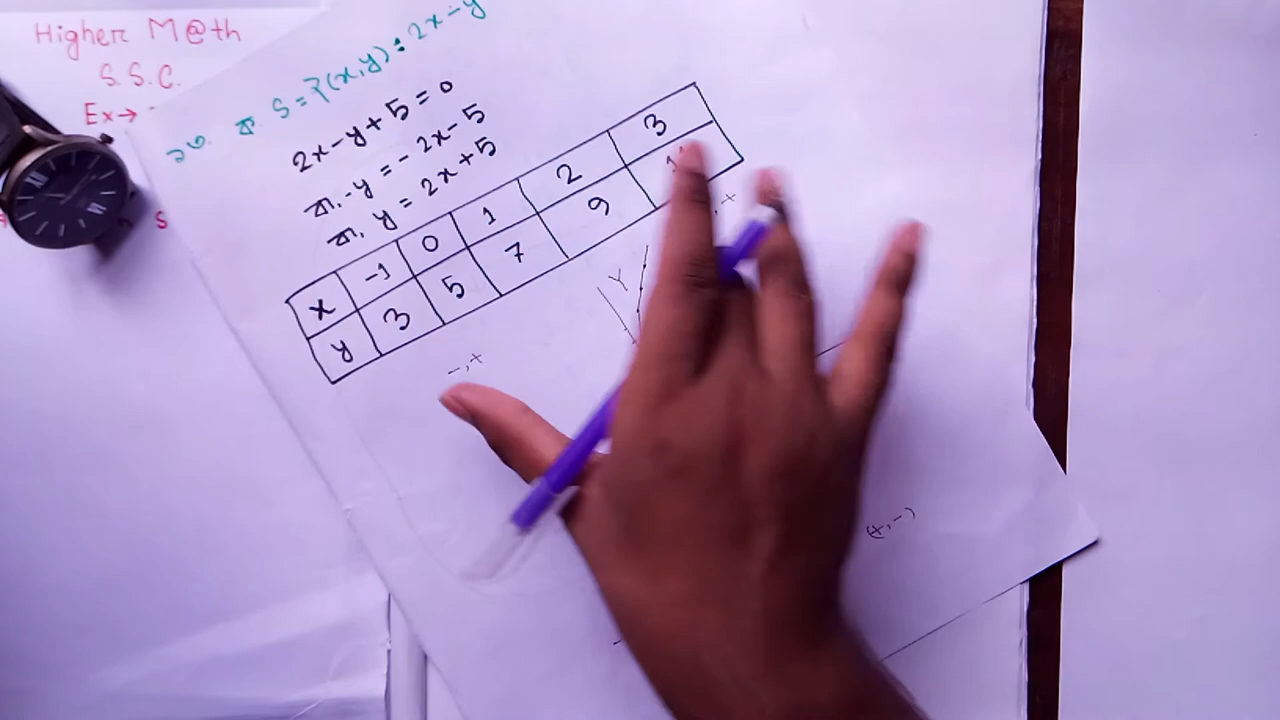 Higher M@th
S.S.C.
Ex→
১৩. ক. S = {(x,y) : 2x-y
2x-y+5=0
বা, -y = -2x-5
বা, y = 2x+5
x -1 0 1 2 3
y 3 5 7 9
-,+
Y
,+
(+,-)
s